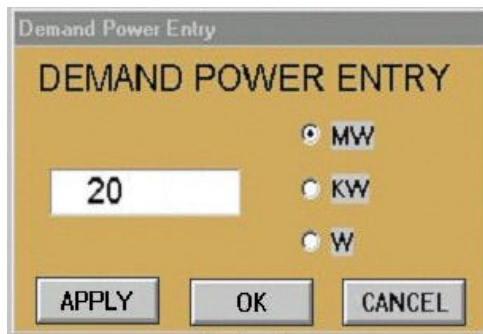 Demand Power Entry
DEMAND POWER ENTRY
MW
20 KW
W
APPLY OK CANCEL